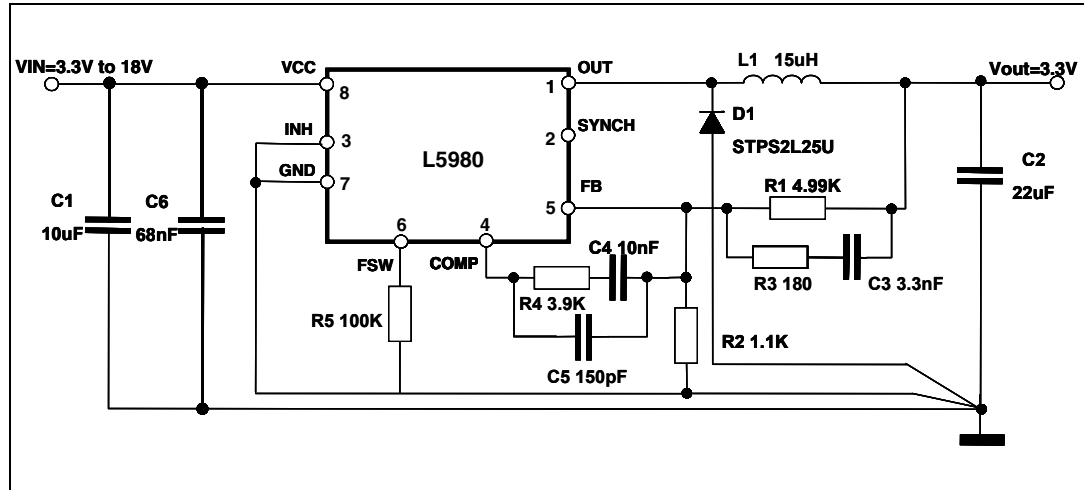 VIN=3.3V to 18V
VCC
OUT
L1 15uH
Vout=3.3V
8
1
INH
3
SYNCH
2
D1
STPS2L25U
L5980
GND
7
FB
5
R1 4.99K
C2
22uF
C1
10uF
C6
68nF
6
4
FSW
COMP
C4 10nF
R4 3.9K
R3 180
C3 3.3nF
R5 100K
R2 1.1K
C5 150pF